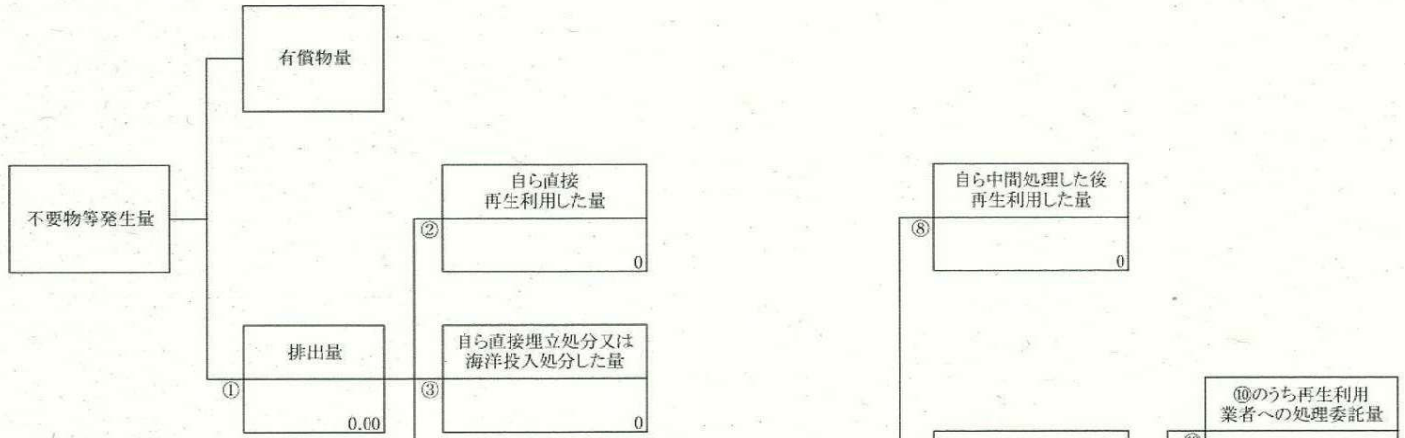 有償物量
不要物等発生量
自ら直接
再生利用した量
②
0
自ら中間処理した後
再生利用した量
⑧
0
排出量
①
0.00
自ら直接埋立処分又は
海洋投入処分した量
③
0
⑩のうち再生利用
業者への処理委託量